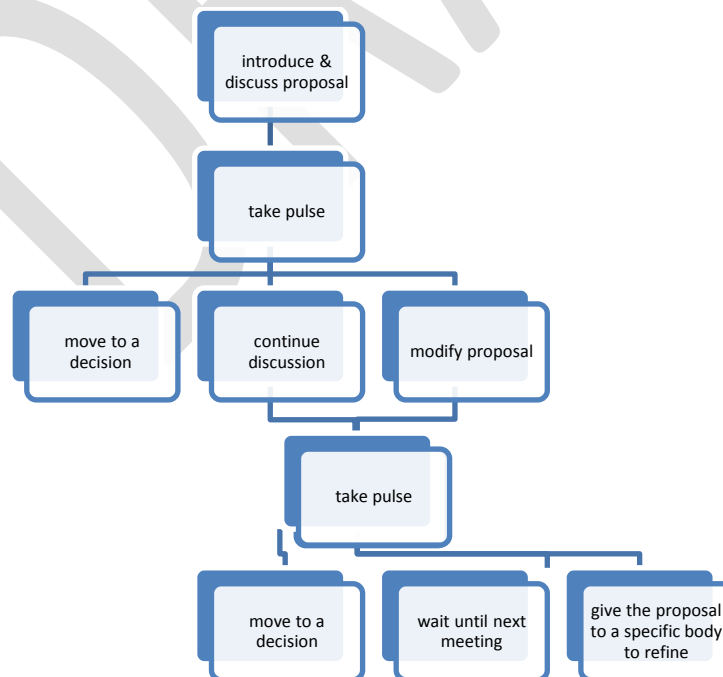 introduce &
discuss proposal
take pulse
move to a
decision
continue
discussion
modify proposal
take pulse
move to a
decision
wait until next
meeting
give the proposal
to a specific body
to refine